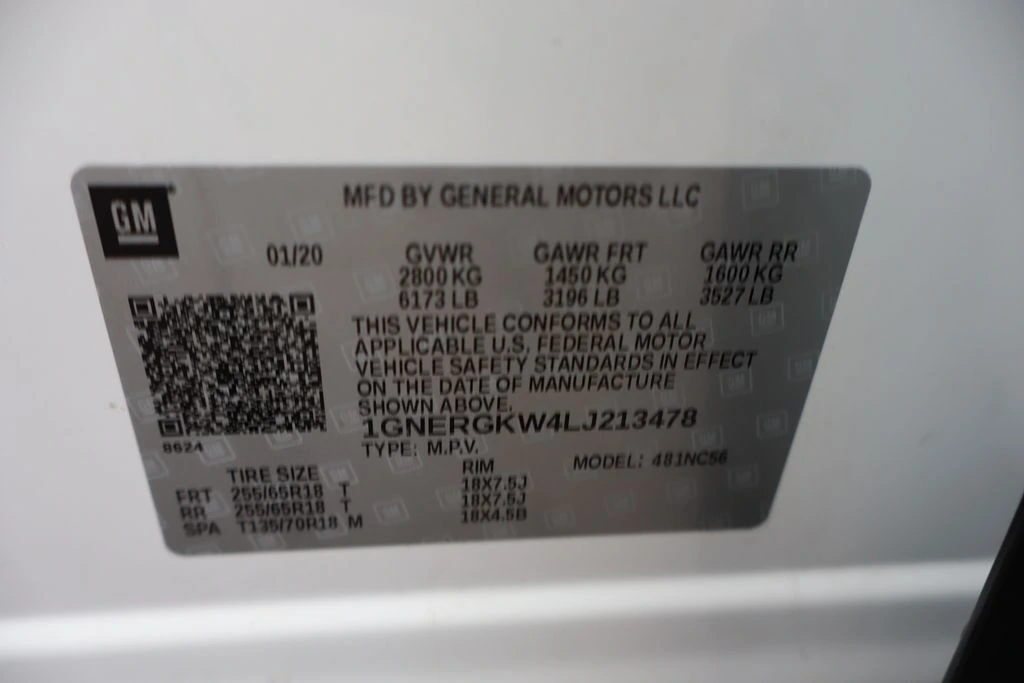 GM
MFD BY GENERAL MOTORS LLC
01/20 GVWR GAWR FRT GAWR RR
2800 KG 1450 KG 1600 KG
6173 LB 3196 LB 3527 LB
THIS VEHICLE CONFORMS TO ALL
APPLICABLE U.S. FEDERAL MOTOR
VEHICLE SAFETY STANDARDS IN EFFECT
ON THE DATE OF MANUFACTURE
SHOWN ABOVE.
1GNERGKW4LJ213478
8624
TYPE: M.P.V. MODEL: 481NC56
TIRE SIZE RIM
FRT 255/65R18 T 18X7.5J
RR 255/65R18 T 18X7.5J
SPA T135/70R18 M 18X4.5B